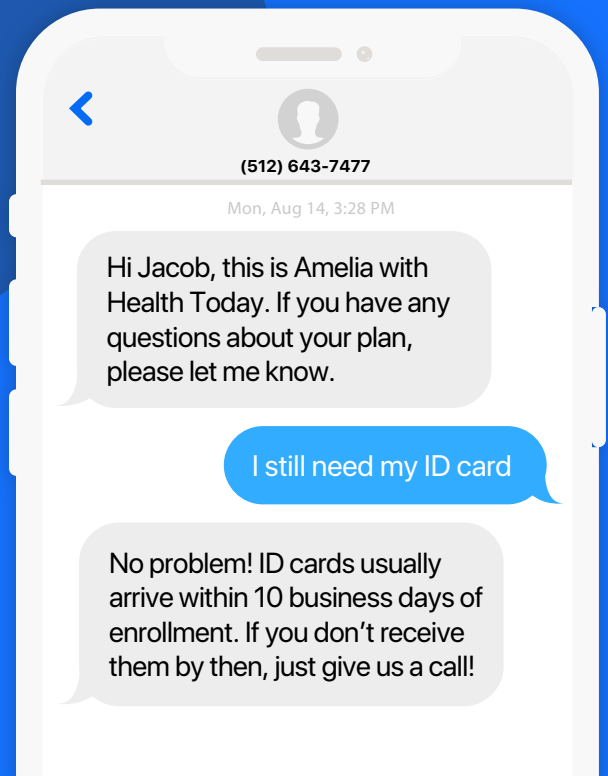 (512) 643-7477
Mon, Aug 14, 3:28 PM
Hi Jacob, this is Amelia with
Health Today. If you have any
questions about your plan,
please let me know.
I still need my ID card
No problem! ID cards usually
arrive within 10 business days of
enrollment. If you don’t receive
them by then, just give us a call!